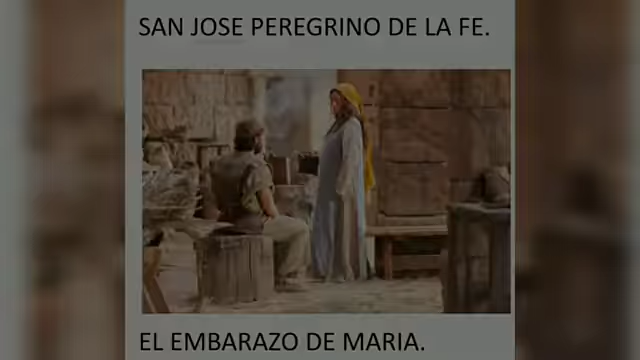 SAN JOSE PEREGRINO DE LA FE.
EL EMBARAZO DE MARIA.